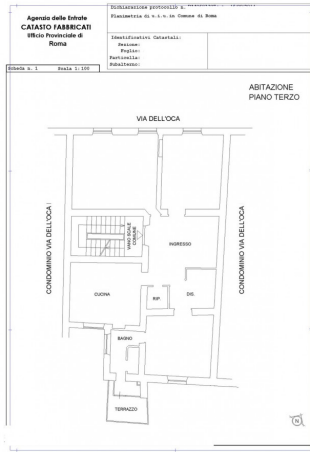 Agenzia delle Entrate
CATASTO FABBRICATI
Ufficio Provinciale di
Roma
Dichiarazione protocollo n.
Planimetria di u.i.u. in Comune di Roma
Identificativi Catastali:
Sezione:
Foglio:
Particella:
Subalterno:
Scheda n. 1 Scala 1:100
ABITAZIONE
PIANO TERZO
VIA DELL'OCA
CONDOMINIO VIA DELL'OCA
VANO SCALE
COMUNE
INGRESSO
CONDOMINIO VIA DELL'OCA
CUCINA
RIP.
DIS.
BAGNO
TERRAZZO
N